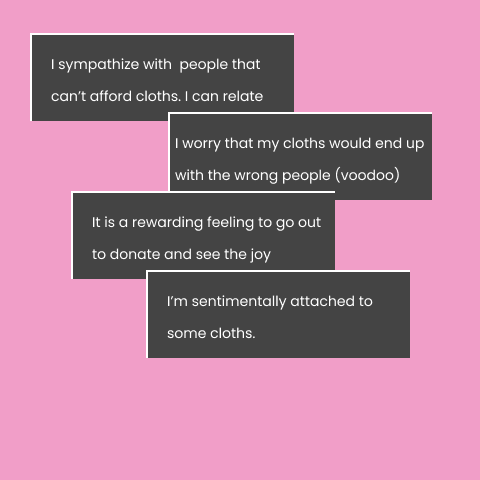 I sympathize with  people that
can't afford cloths. I can relate
I worry that my cloths would end up
with the wrong people (voodoo)
It is a rewarding feeling to go out
to donate and see the joy
I'm sentimentally attached to
some cloths.